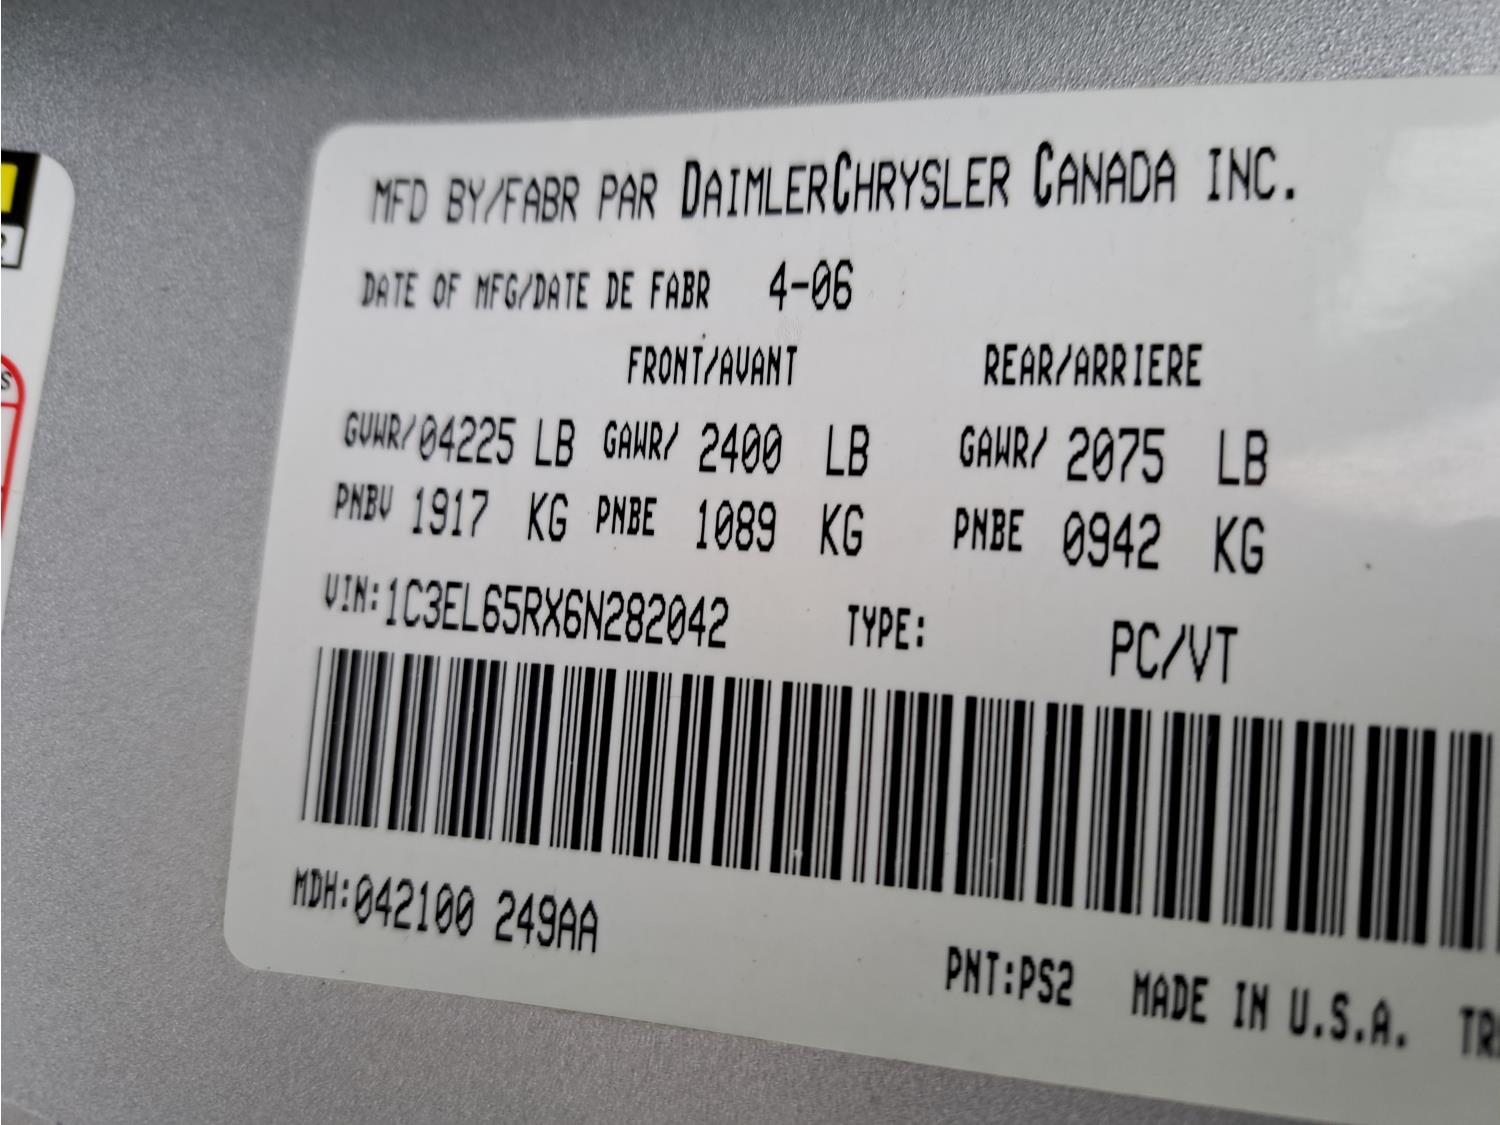 MFD BY/FABR PAR DAIMLERCHRYSLER CANADA INC.
DATE OF MFG/DATE DE FABR 4-06
FRONT/AVANT REAR/ARRIERE
GVWR/04225 LB GAWR/ 2400 LB GAWR/ 2075 LB
PNBV 1917 KG PNBE 1089 KG PNBE 0942 KG
VIN:1C3EL65RX6N282042 TYPE: PC/VT
MDH:042100 249AA
PNT:PS2 MADE IN U.S.A.